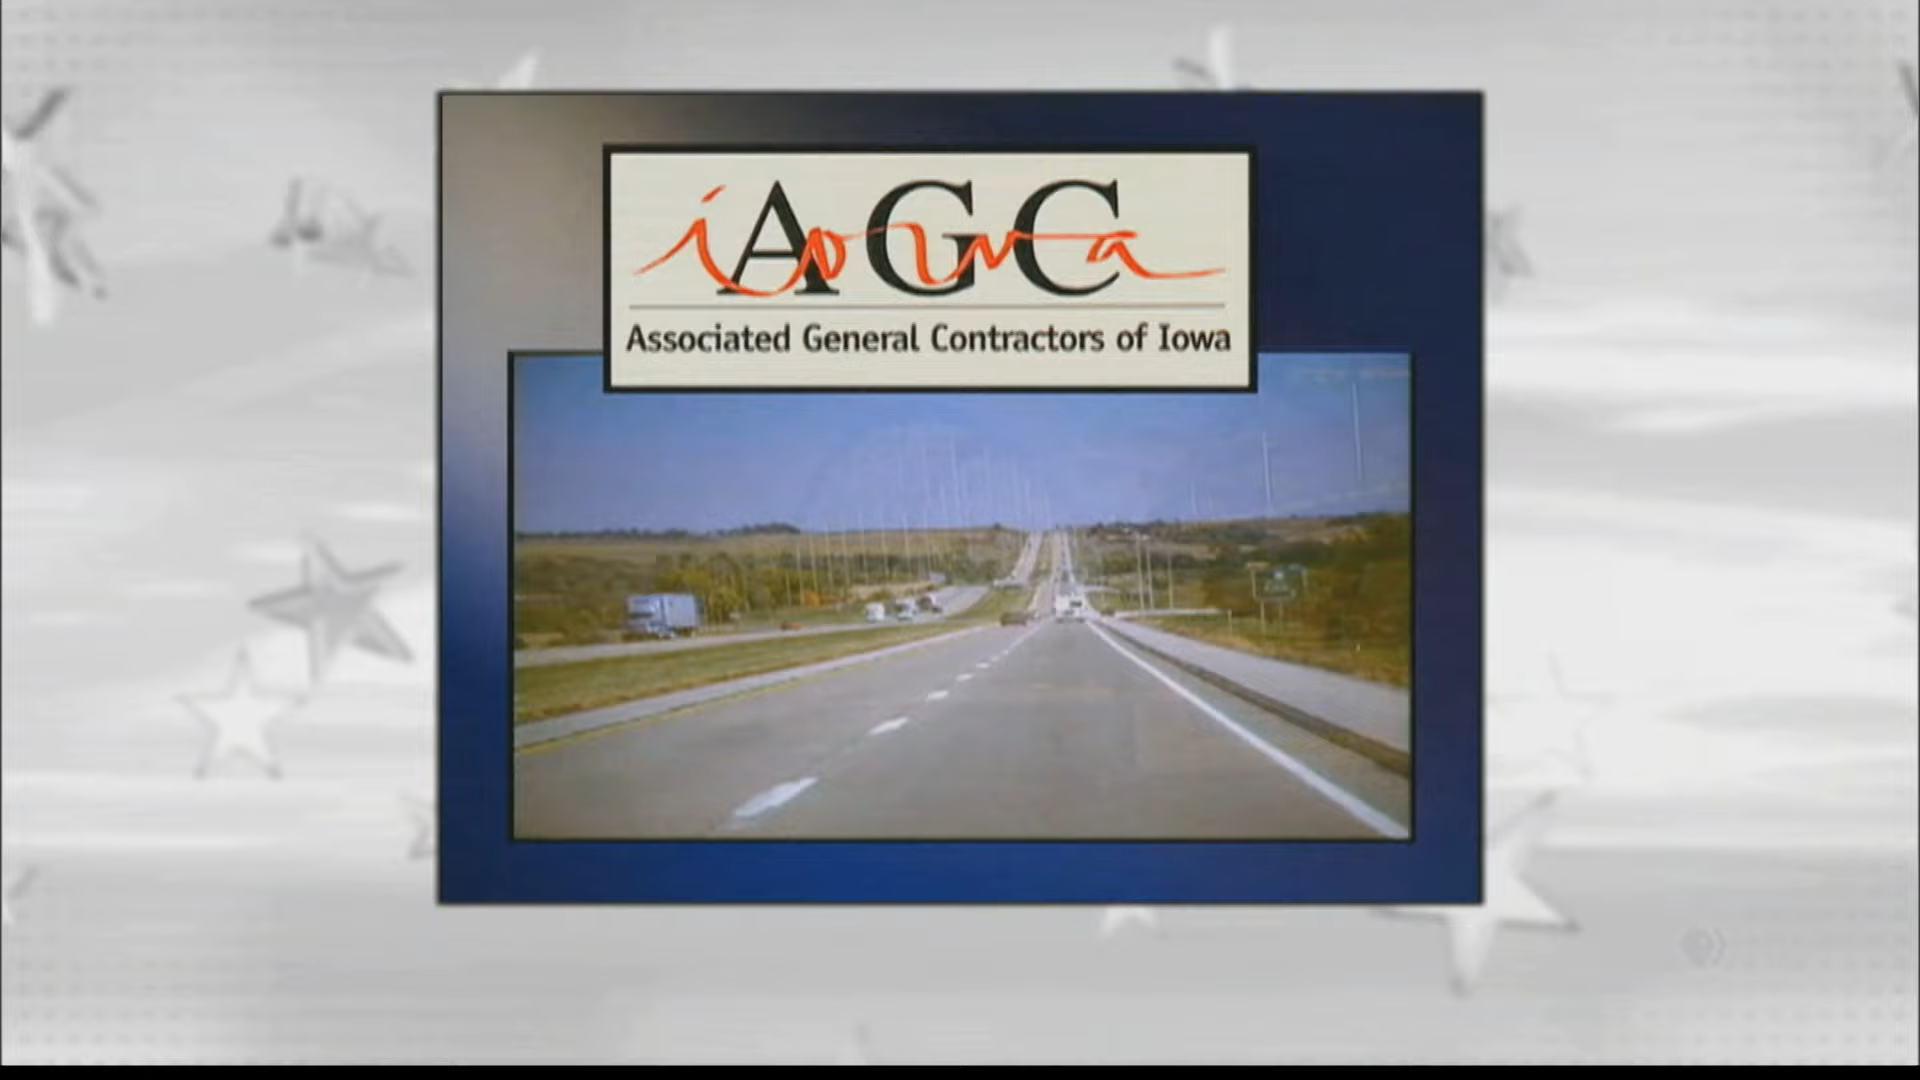 AGC
iowa
Associated General Contractors of Iowa